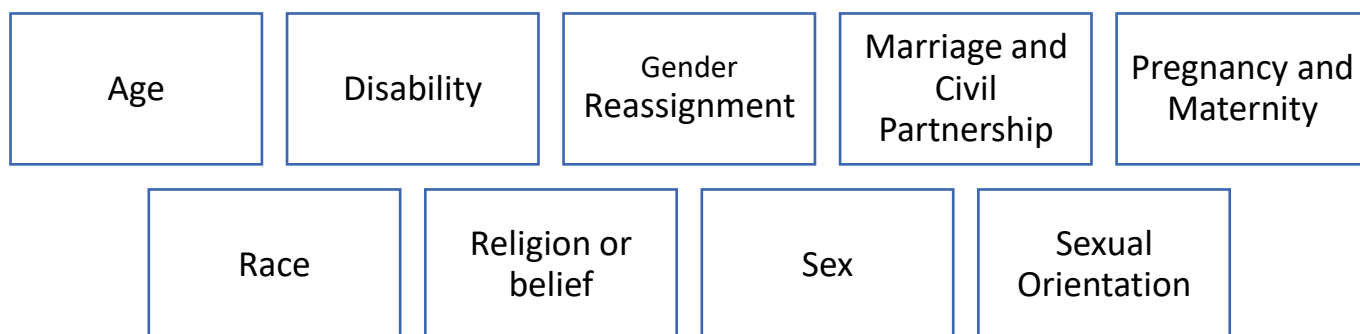 Age
Disability
Gender
Reassignment
Marriage and
Civil
Partnership
Pregnancy and
Maternity
Race
Religion or
belief
Sex
Sexual
Orientation